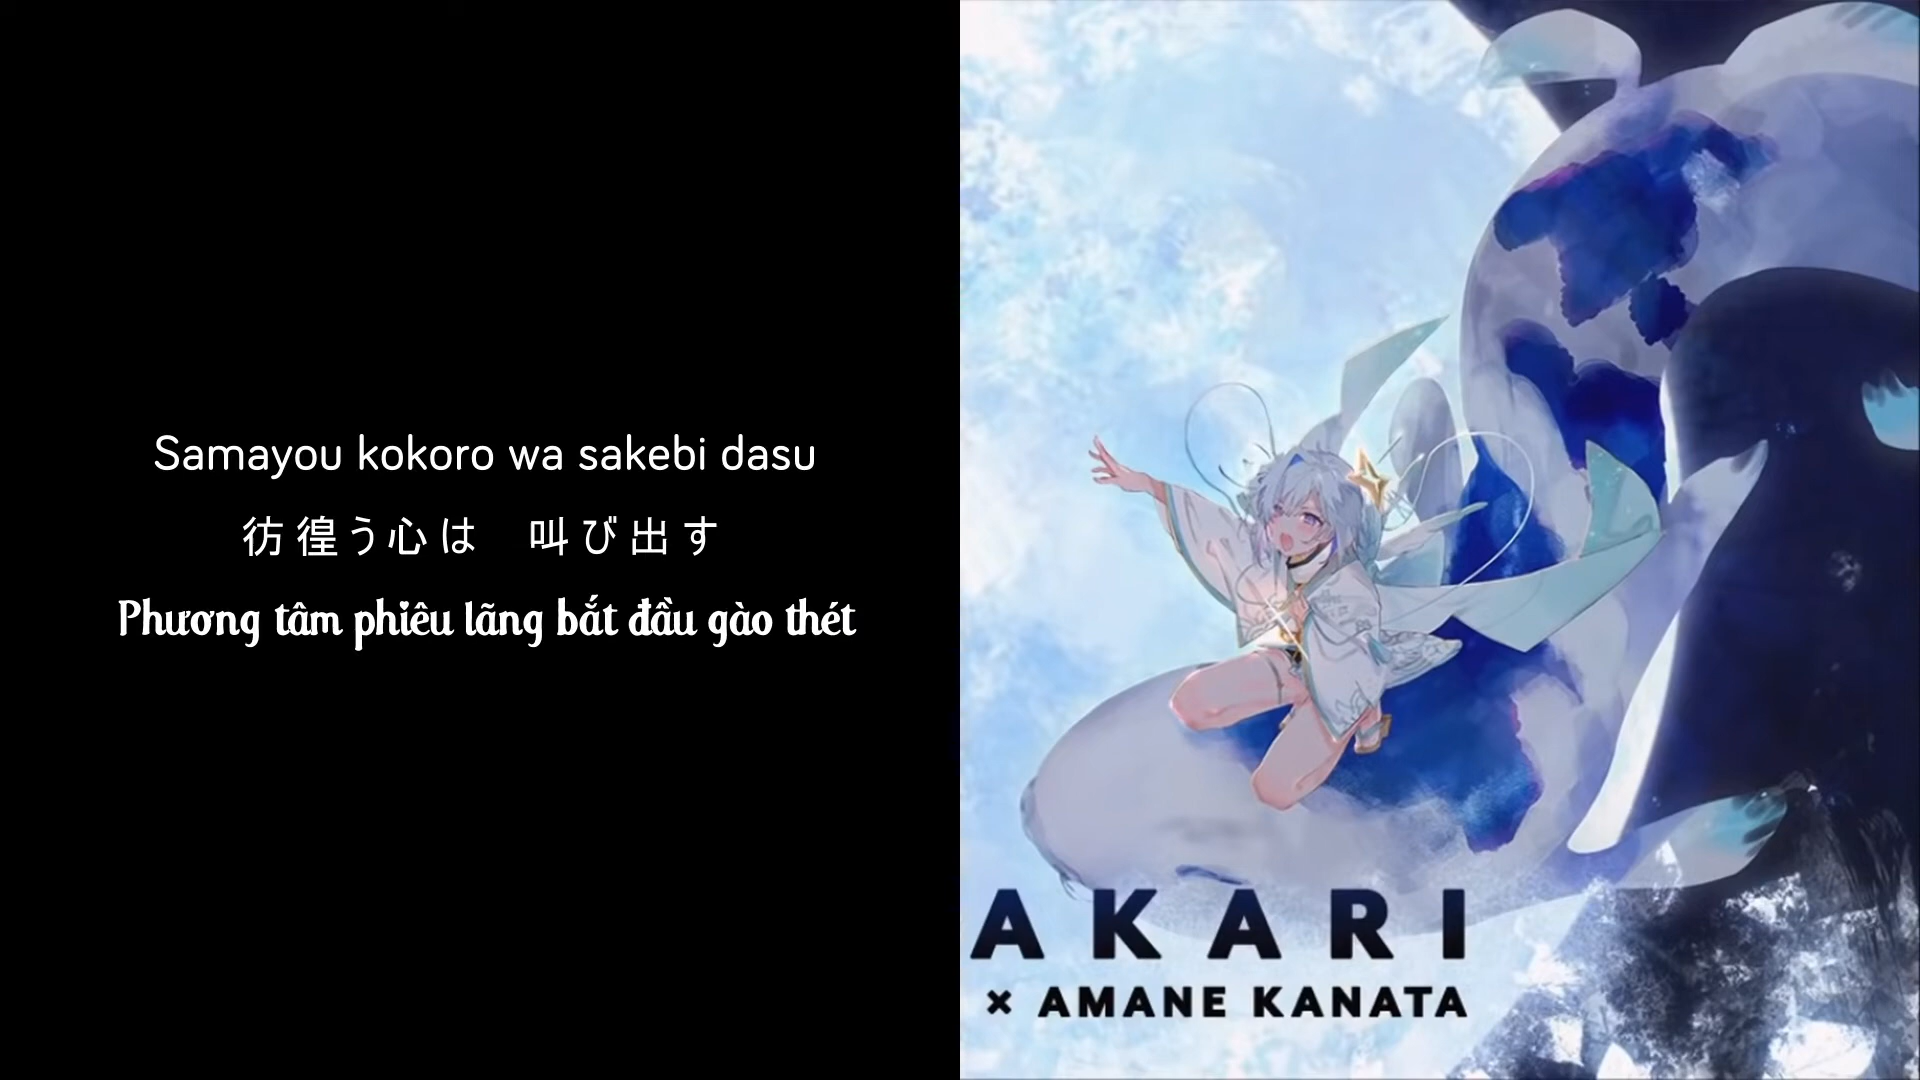 Samayou kokoro wa sakebi dasu
彷徨う心は　叫び出す
Phương tâm phiêu lãng bắt đầu gào thét
AKARI
× AMANE KANATA